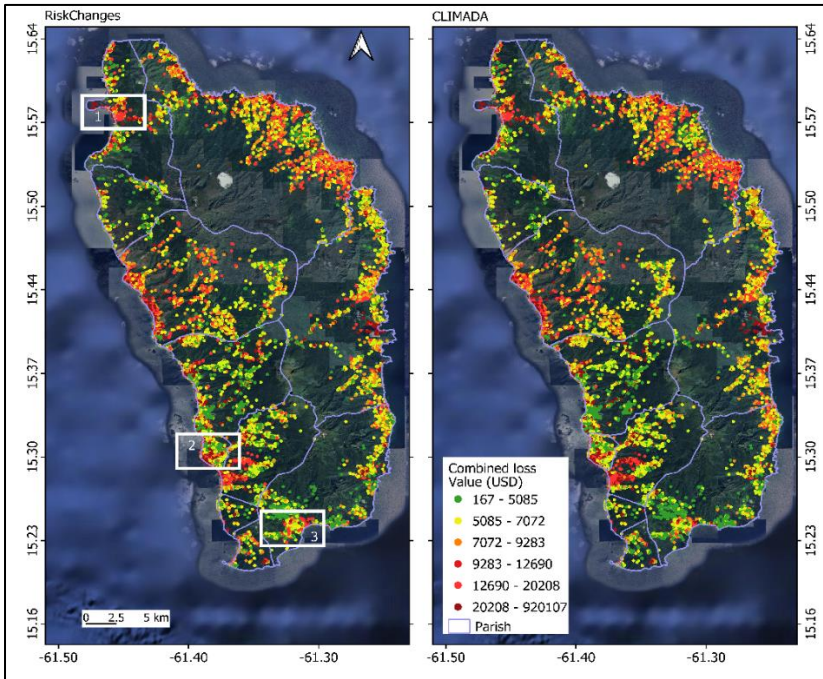 RiskChanges
CLIMADA
15.64
15.57
15.50
15.44
15.37
15.30
15.23
15.16
1
2
3
0 2.5 5 km
-61.50
-61.40
-61.30
Combined loss
Value (USD)
167 - 5085
5085 - 7072
7072 - 9283
9283 - 12690
12690 - 20208
20208 - 920107
Parish
-61.50
-61.40
-61.30
15.64
15.57
15.50
15.44
15.37
15.30
15.23
15.16